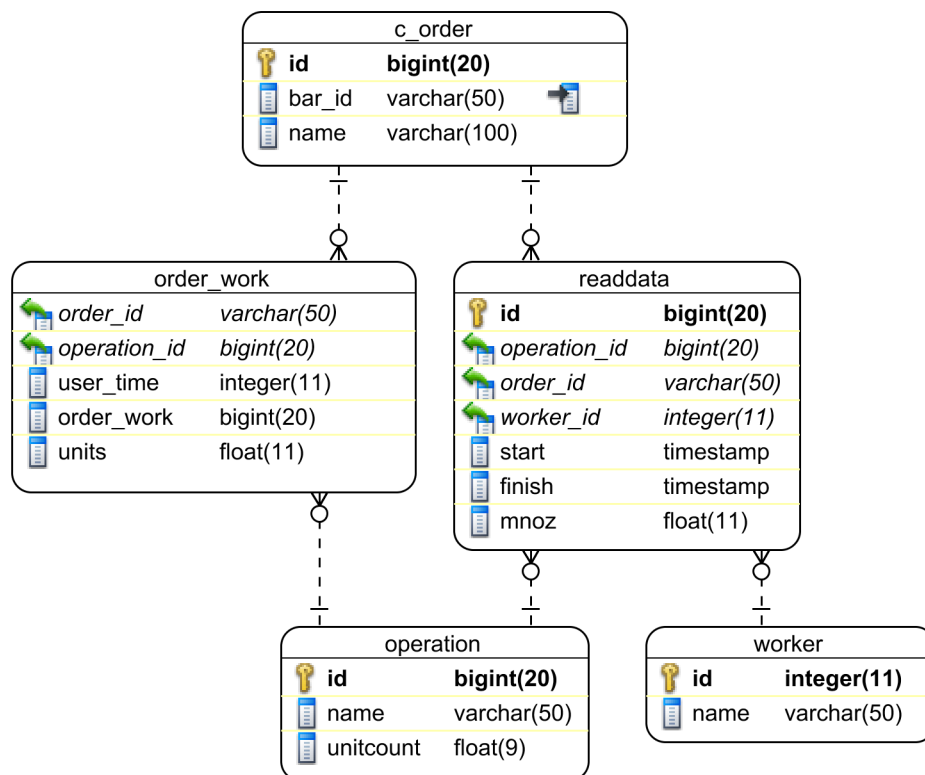 c_order
id bigint(20)
bar_id varchar(50)
name varchar(100)
order_work
order_id varchar(50)
operation_id bigint(20)
user_time integer(11)
order_work bigint(20)
units float(11)
readdata
id bigint(20)
operation_id bigint(20)
order_id varchar(50)
worker_id integer(11)
start timestamp
finish timestamp
mnoz float(11)
operation
id bigint(20)
name varchar(50)
unitcount float(9)
worker
id integer(11)
name varchar(50)